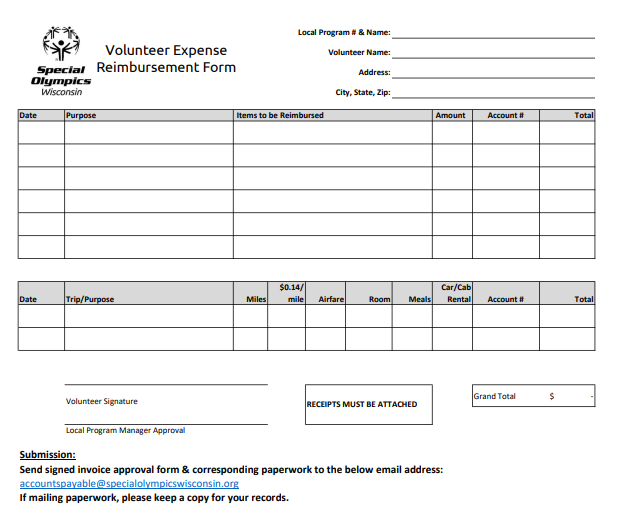 Special
Olympics
Wisconsin
Volunteer Expense
Reimbursement Form
Local Program # & Name:
Volunteer Name:
Address:
City, State, Zip:
Date Purpose Items to be Reimbursed Amount Account # Total
Date Trip/Purpose Miles $0.14/ mile Airfare Room Meals Car/Cab Rental Account # Total
Volunteer Signature
RECEIPTS MUST BE ATTACHED
Grand Total $ -
Local Program Manager Approval
Submission:
Send signed invoice approval form & corresponding paperwork to the below email address:
accountspayable@specialolympicswisconsin.org
If mailing paperwork, please keep a copy for your records.